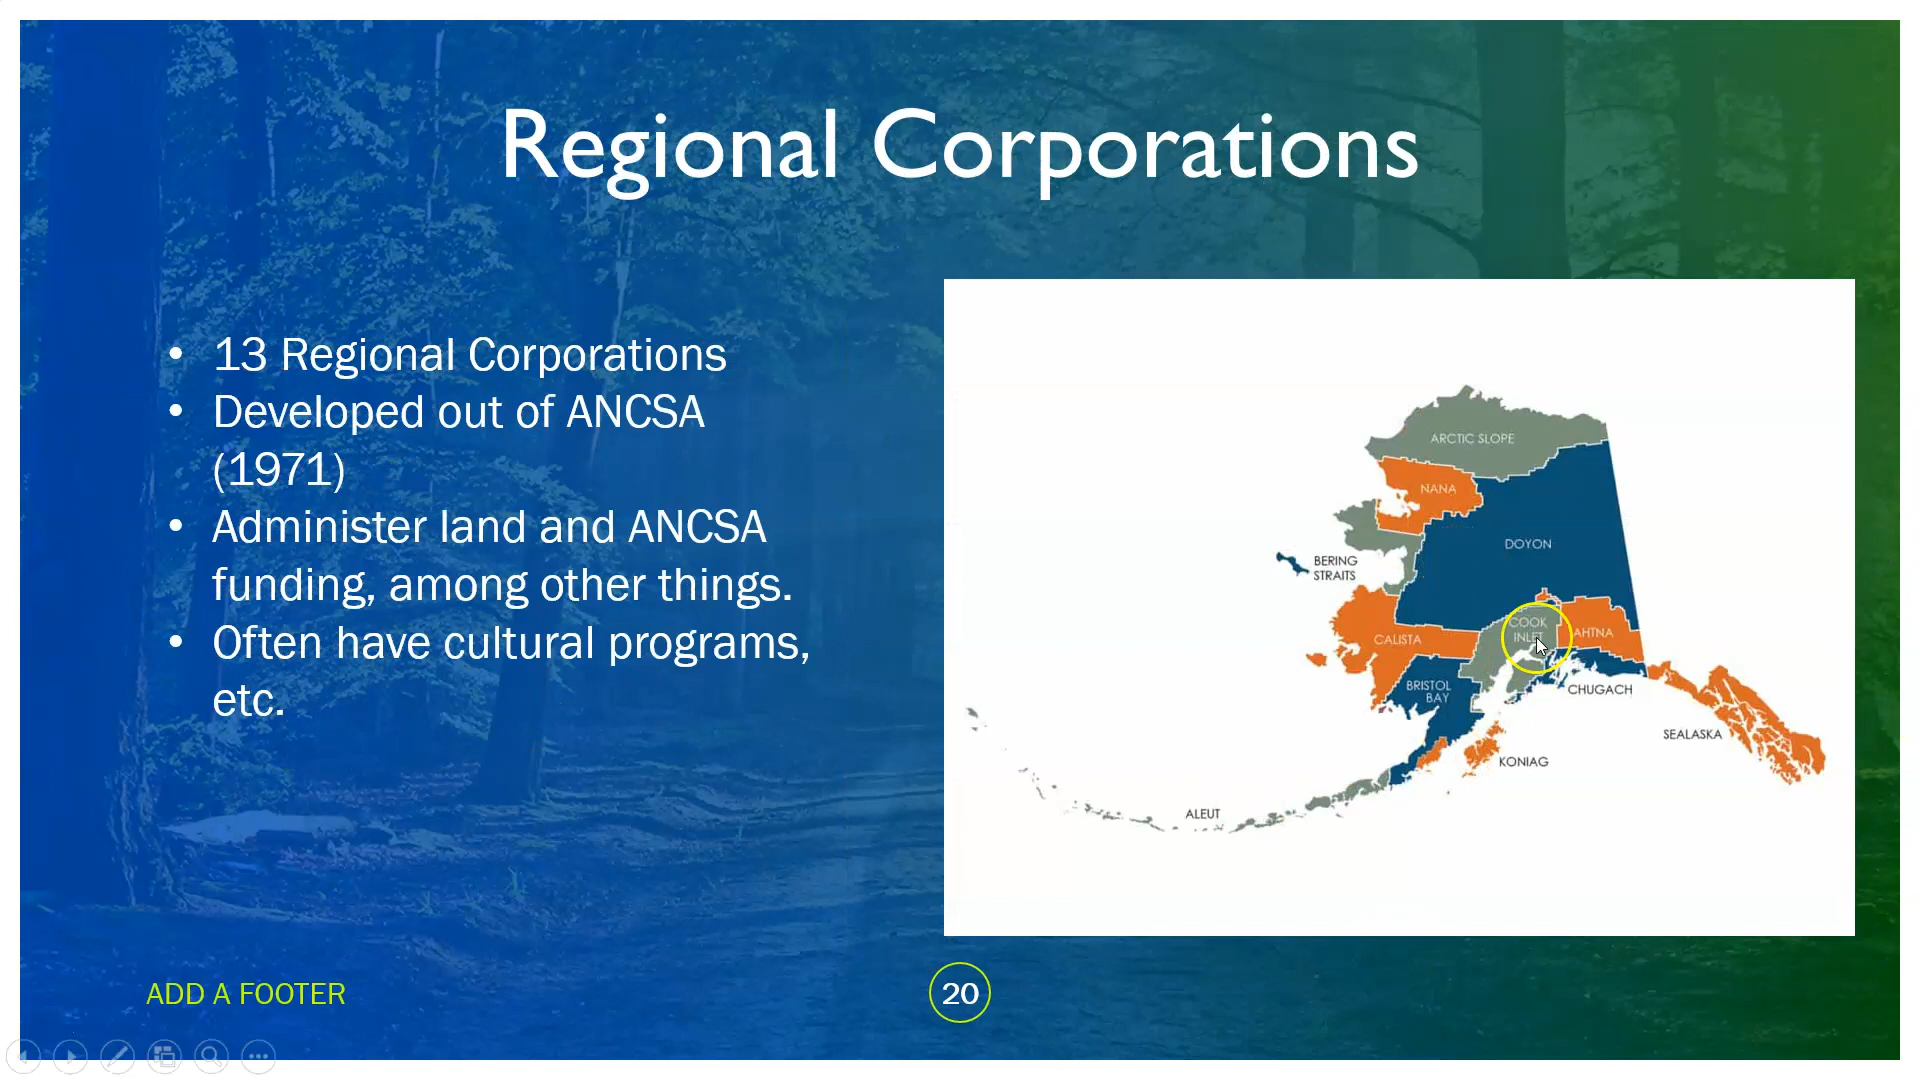 Regional Corporations
• 13 Regional Corporations
• Developed out of ANCSA
(1971)
• Administer land and ANCSA
funding, among other things.
• Often have cultural programs,
etc.
ARCTIC SLOPE
NANA
DOYON
BERING
STRAITS
COOK
INLET
AHTNA
CALISTA
BRISTOL
BAY
CHUGACH
SEALASKA
KONIAG
ALEUT
ADD A FOOTER
20